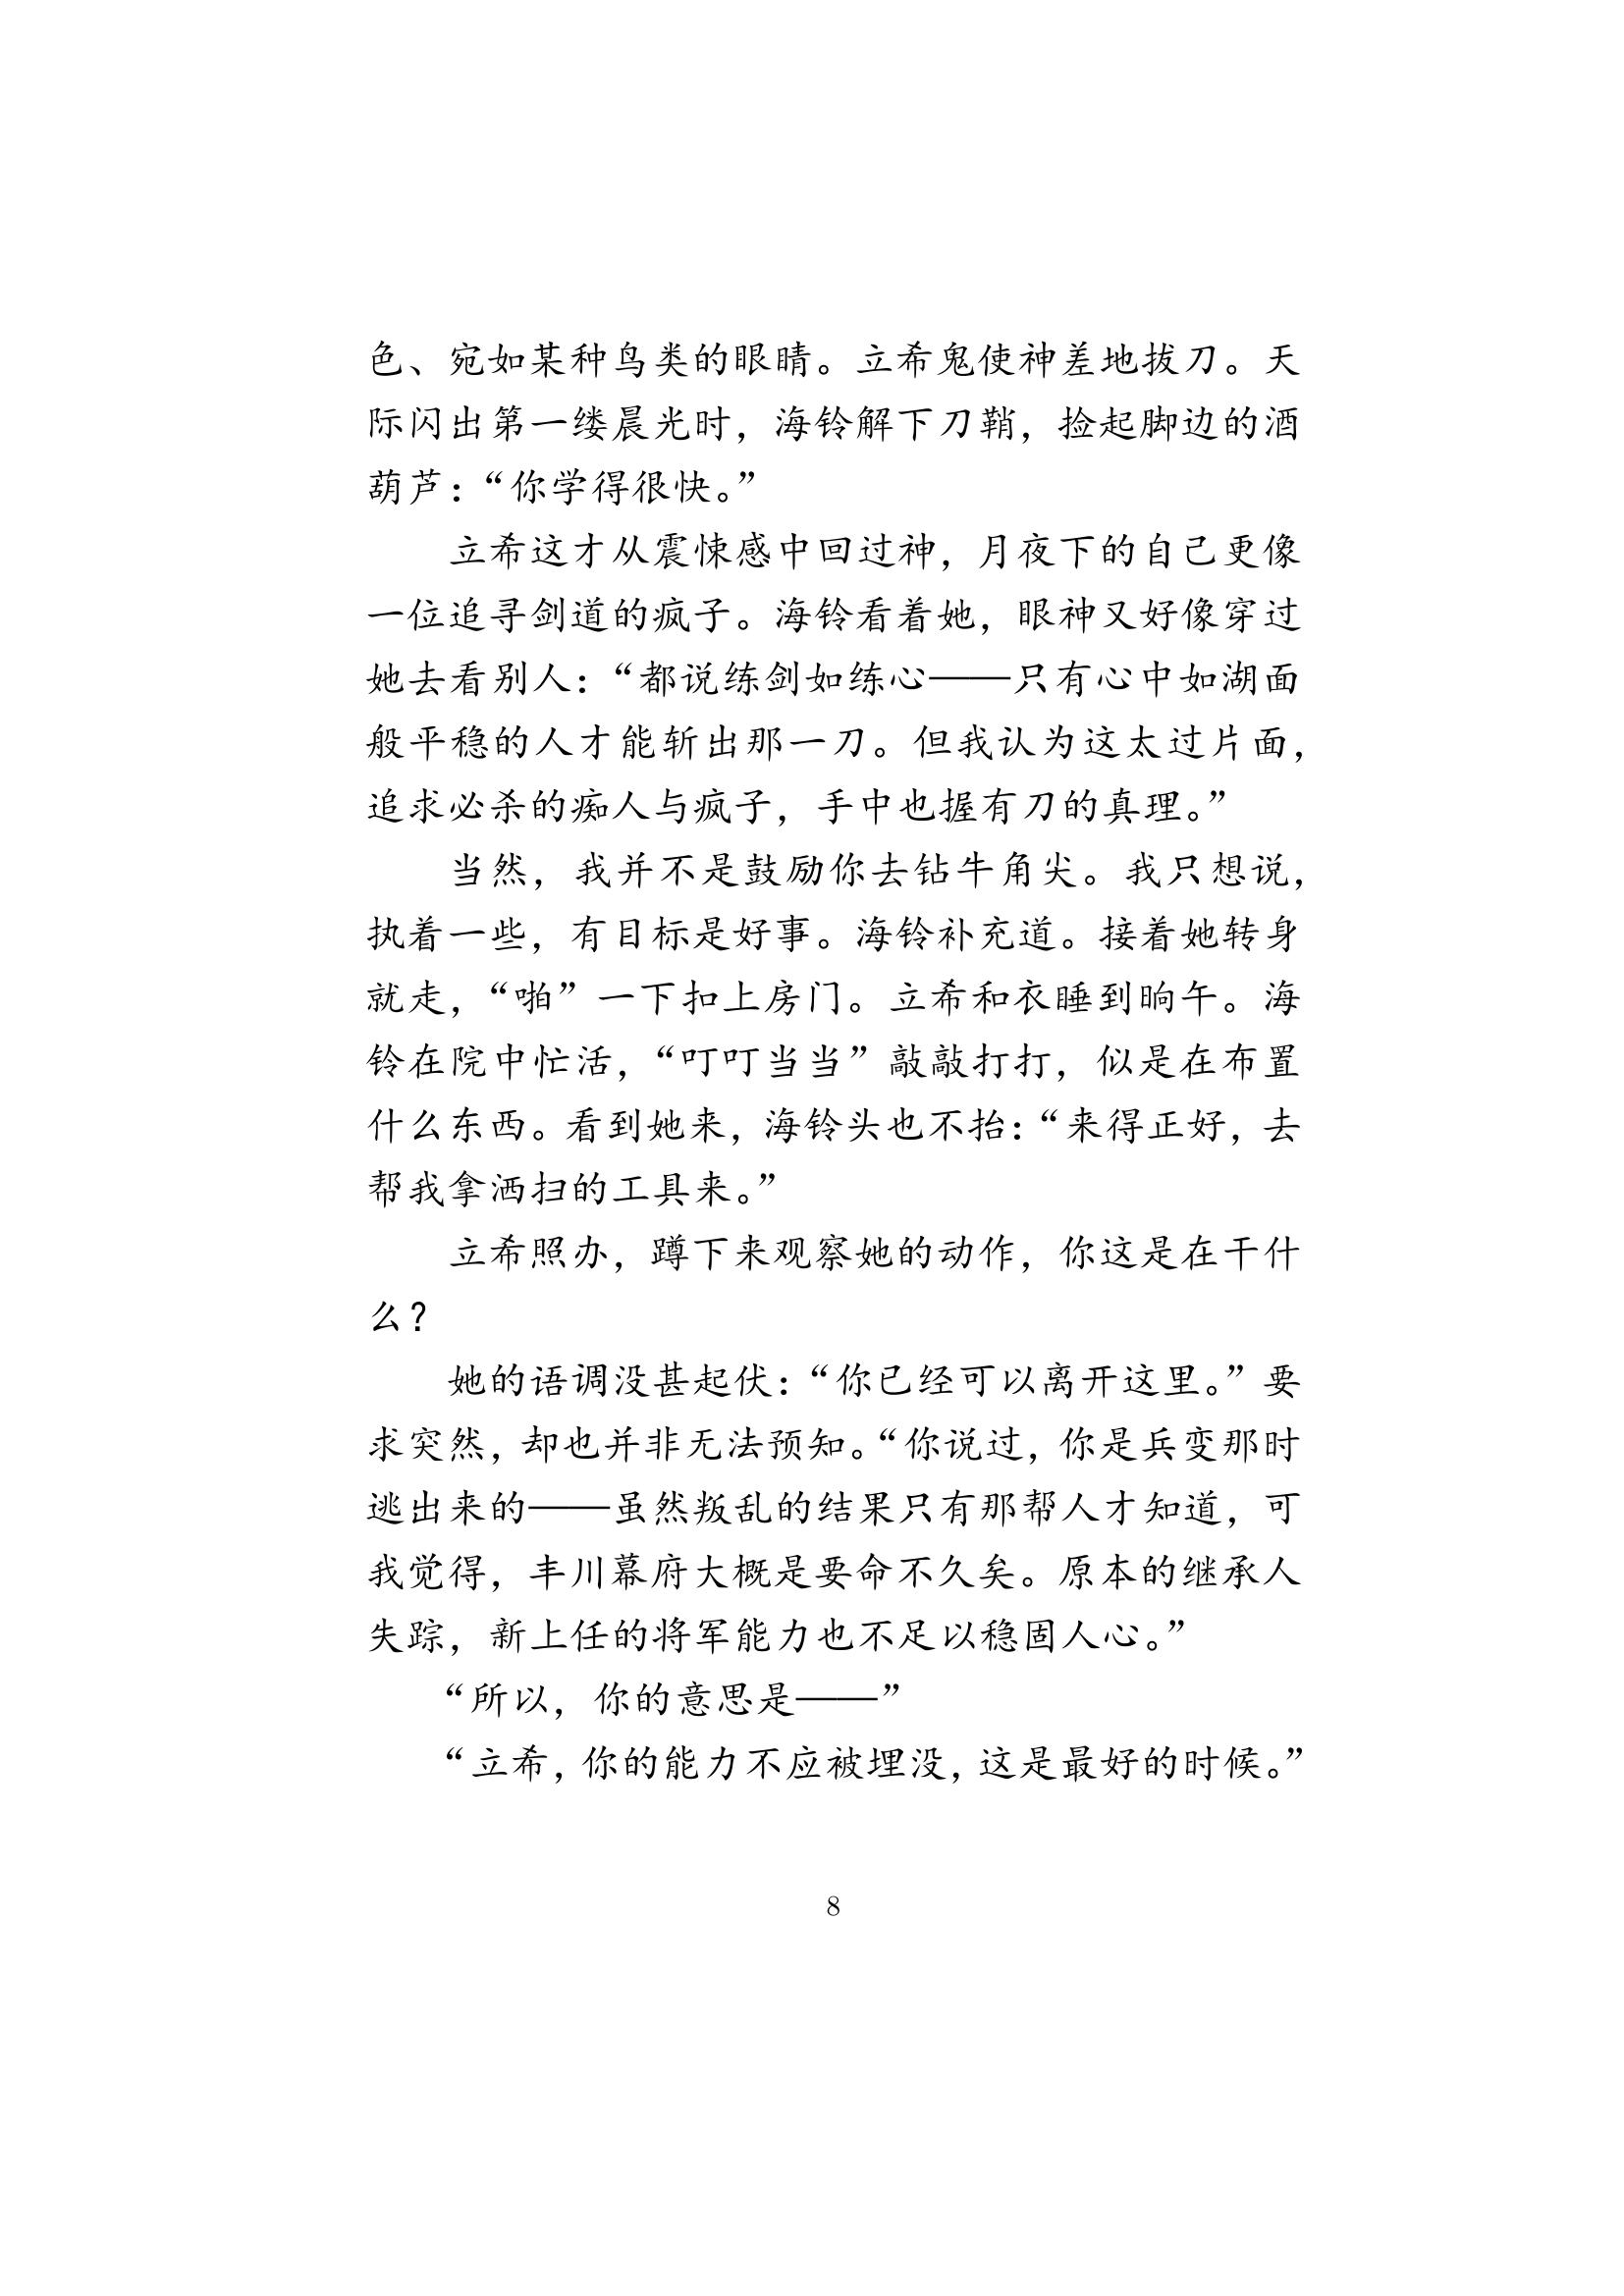 色、宛如某种鸟类的眼睛。立希鬼使神差地拔刀。天
际闪出第一缕晨光时，海铃解下刀鞘，捡起脚边的酒
葫芦：“你学得很快。”
立希这才从震悚感中回过神，月夜下的自己更像
一位追寻剑道的疯子。海铃看着她，眼神又好像穿过
她去看别人：“都说练剑如练心——只有心中如湖面
般平稳的人才能斩出那一刀。但我认为这太过片面，
追求必杀的痴人与疯子，手中也握有刀的真理。”
当然，我并不是鼓励你去钻牛角尖。我只想说，
执着一些，有目标是好事。海铃补充道。接着她转身
就走，“啪”一下扣上房门。立希和衣睡到晌午。海
铃在院中忙活，“叮叮当当”敲敲打打，似是在布置
什么东西。看到她来，海铃头也不抬：“来得正好，去
帮我拿洒扫的工具来。”
立希照办，蹲下来观察她的动作，你这是在干什
么？
她的语调没甚起伏：“你已经可以离开这里。”要
求突然，却也并非无法预知。“你说过，你是兵变那时
逃出来的——虽然叛乱的结果只有那帮人才知道，可
我觉得，丰川幕府大概是要命不久矣。原本的继承人
失踪，新上任的将军能力也不足以稳固人心。”
“所以，你的意思是——”
“立希，你的能力不应被埋没，这是最好的时候。”
8